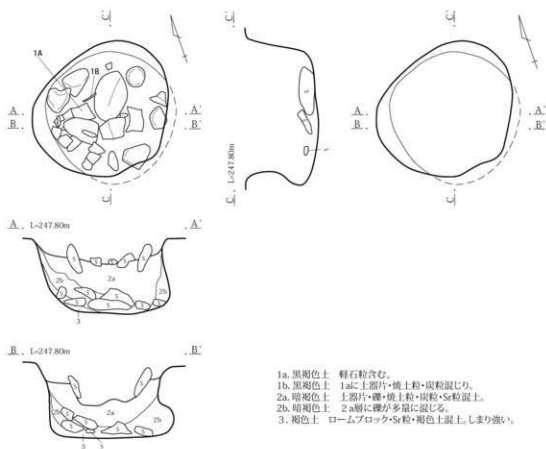 C
C
1A
1B
A
A'
B
B'
C'
C'
L=247.80m
S
A
A'
B
B'
C'
A L=247.80m A'
S S S S S
2a
2b
2b
S
3
B L=247.80m B'
S S
2a
2b
2b
S
3 3
1a. 黒褐色土 軽石粒含む。
1b. 黒褐色土 1aに土器片・焼土粒・炭粒混じり。
2a. 暗褐色土 土器片・礫・焼土粒・炭粒・Sr粒混土。
2b. 暗褐色土 2a層に礫が多量に混じる。
3. 褐色土 ロームブロック・Sr粒・褐色土混土。しまり強い。